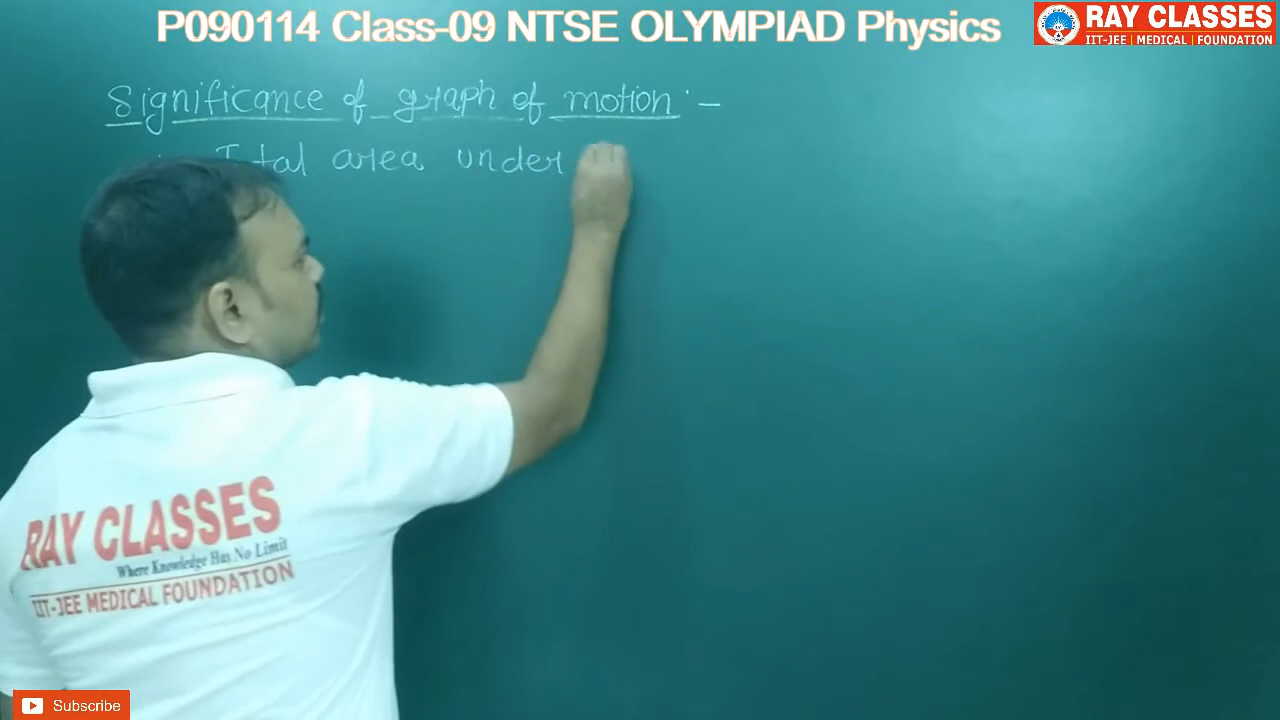 P090114 Class-09 NTSE OLYMPIAD Physics
RAY CLASSES
IIT-JEE | MEDICAL | FOUNDATION
Significance of graph of motion :-
Total area under
RAY CLASSES
Where Knowledge Has No Limit
IIT-JEE MEDICAL FOUNDATION
Subscribe